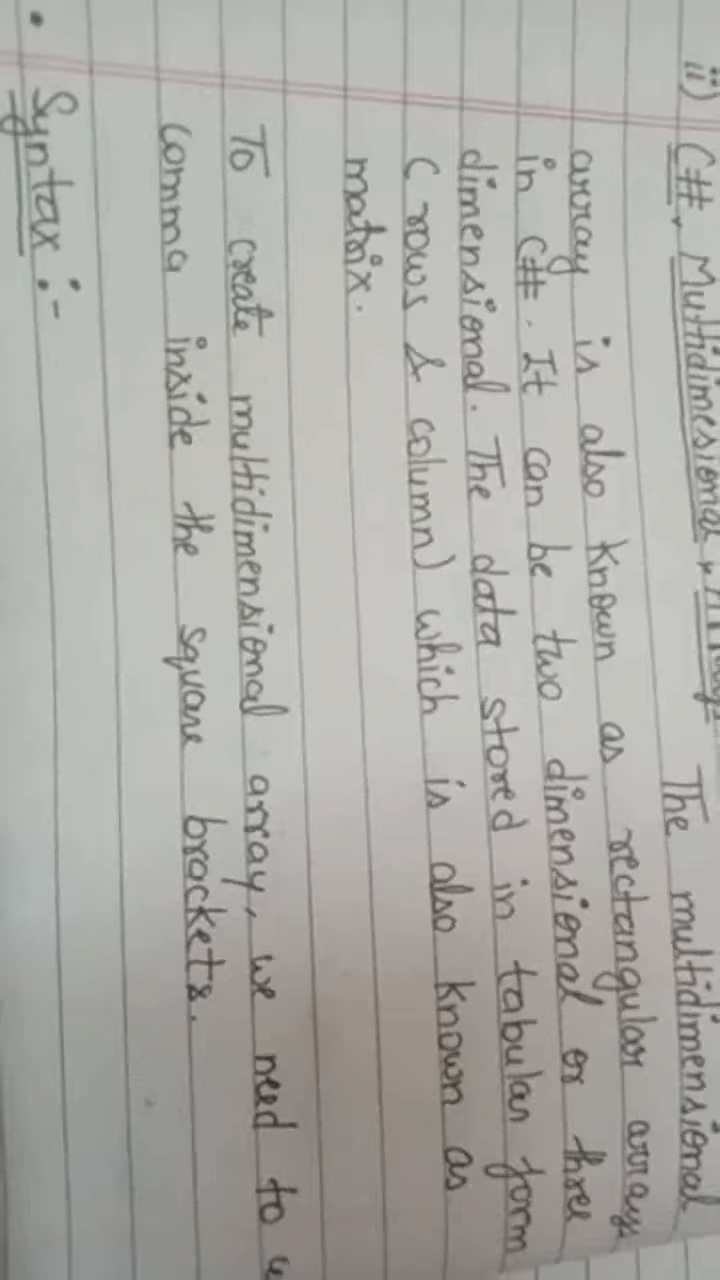 ii) C#. Multidimesional Array The multidimensional
array is also known as rectangular arrays
in C#. It can be two dimensional or three
dimensional. The data stored in tabular form
(rows & column) which is also known as
matrix.
To create multidimensional array, we need to
comma inside the square brackets.
• Syntax :-